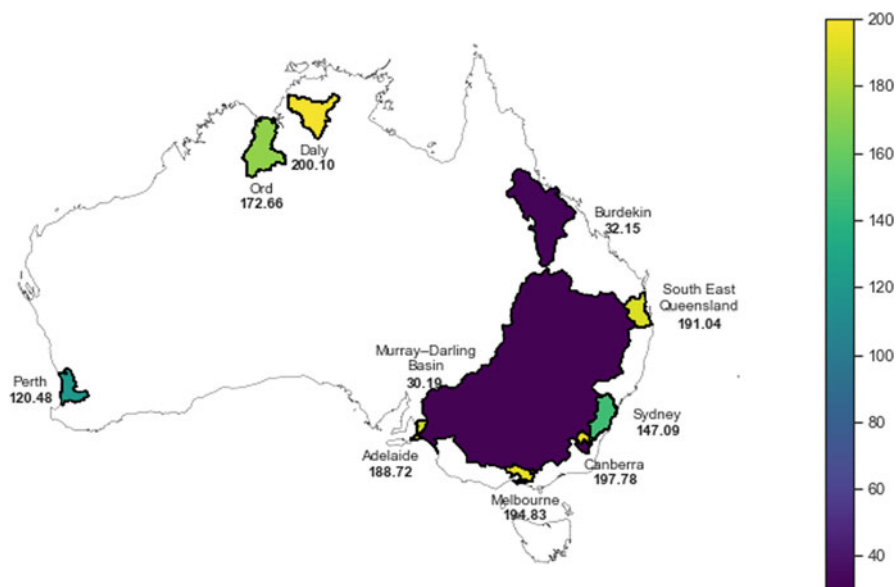 200
180
160
140
120
100
80
60
40
Daly
200.10
Ord
172.66
Burdekin
32.15
South East
Queensland
191.04
Murray–Darling
Basin
30.19
Perth
120.48
Sydney
147.09
Adelaide
188.72
Canberra
197.78
Melbourne
194.83